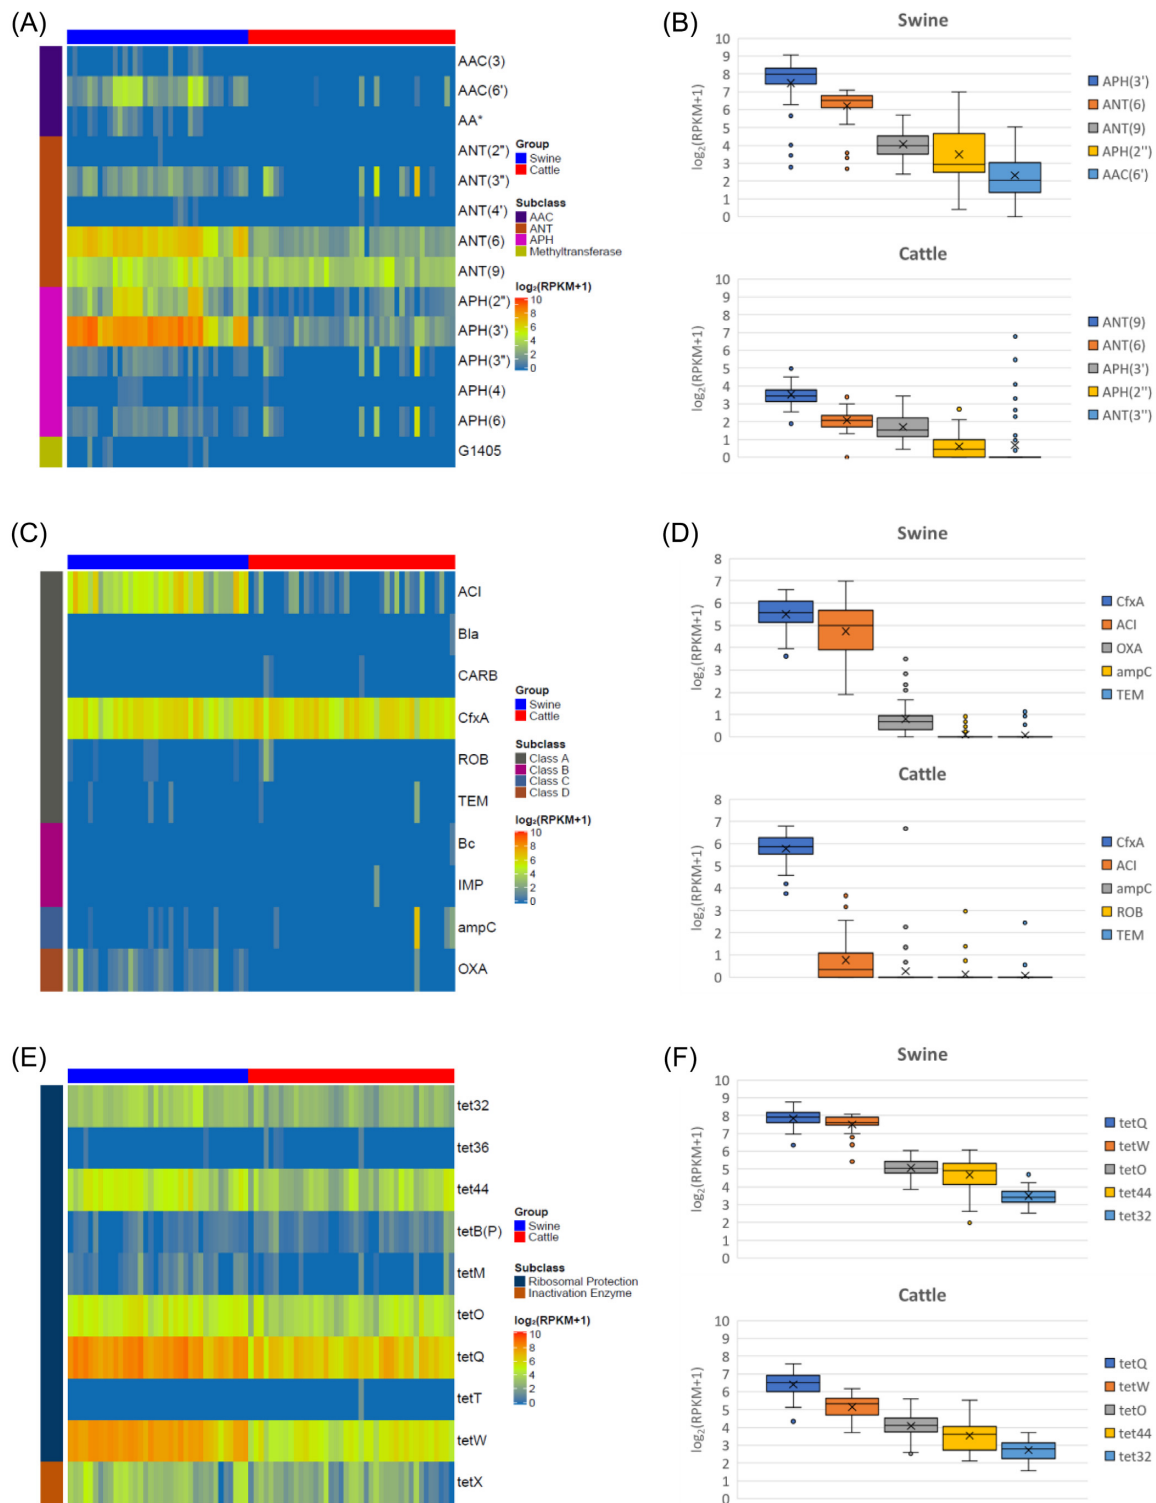 (A)
AAC(3)
AAC(6')
AA*
ANT(2")
ANT(3")
ANT(4')
ANT(6)
ANT(9)
APH(2")
APH(3')
APH(3")
APH(4)
APH(6)
G1405
Group
Swine
Cattle
Subclass
AAC
ANT
APH
Methyltransferase
log₂(RPKM+1)
10
8
6
4
2
0
(B)
Swine
log₂(RPKM+1)
10
9
8
7
6
5
4
3
2
1
0
APH(3')
ANT(6)
ANT(9)
APH(2'')
AAC(6')
Cattle
log₂(RPKM+1)
10
9
8
7
6
5
4
3
2
1
0
ANT(9)
ANT(6)
APH(3')
APH(2'')
ANT(3'')
(C)
ACI
Bla
CARB
CfxA
ROB
TEM
Bc
IMP
ampC
OXA
Group
Swine
Cattle
Subclass
Class A
Class B
Class C
Class D
log₂(RPKM+1)
10
8
6
4
2
0
(D)
Swine
log₂(RPKM+1)
8
7
6
5
4
3
2
1
0
CfxA
ACI
OXA
ampC
TEM
Cattle
log₂(RPKM+1)
8
7
6
5
4
3
2
1
0
CfxA
ACI
ampC
ROB
TEM
(E)
tet32
tet36
tet44
tetB(P)
tetM
tetO
tetQ
tetT
tetW
tetX
Group
Swine
Cattle
Subclass
Ribosomal Protection
Inactivation Enzyme
log₂(RPKM+1)
10
8
6
4
2
0
(F)
Swine
log₂(RPKM+1)
10
9
8
7
6
5
4
3
2
1
0
tetQ
tetW
tetO
tet44
tet32
Cattle
log₂(RPKM+1)
10
9
8
7
6
5
4
3
2
1
0
tetQ
tetW
tetO
tet44
tet32